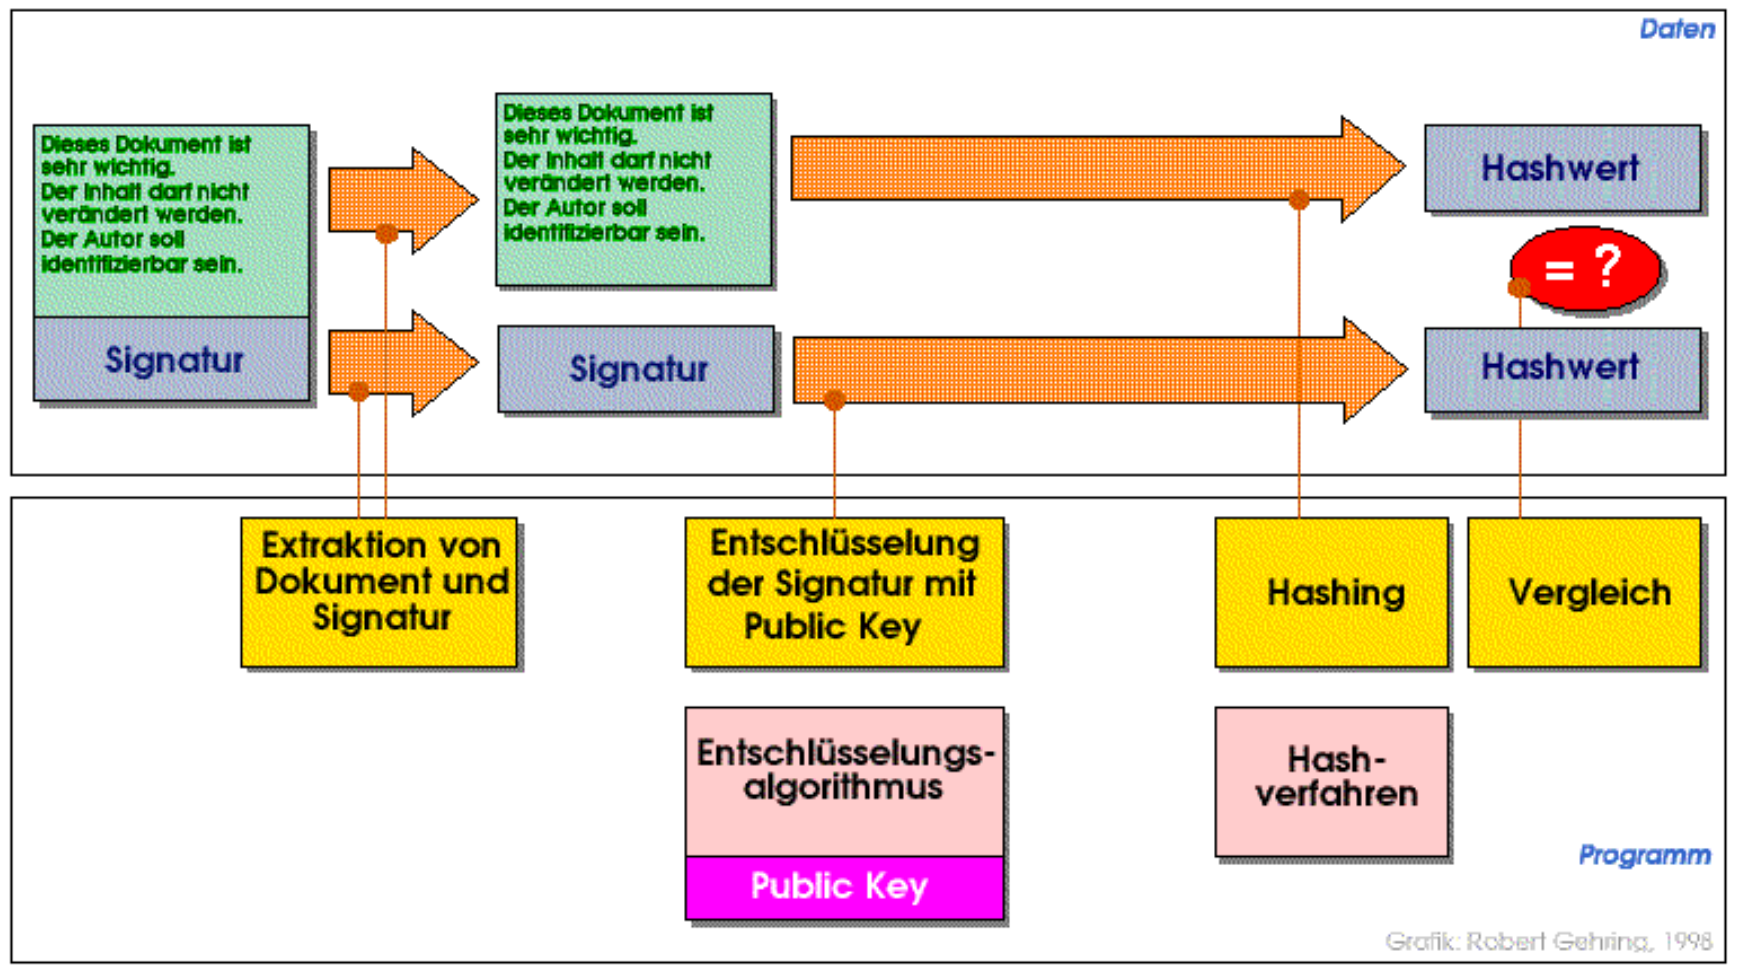 Daten
Dieses Dokument ist
sehr wichtig.
Der Inhalt darf nicht
verändert werden.
Der Autor soll
identifizierbar sein.
Signatur
Dieses Dokument ist
sehr wichtig.
Der Inhalt darf nicht
verändert werden.
Der Autor soll
identifizierbar sein.
Signatur
Hashwert
= ?
Hashwert
Extraktion von
Dokument und
Signatur
Entschlüsselung
der Signatur mit
Public Key
Hashing
Vergleich
Entschlüsselungs-
algorithmus
Public Key
Hash-
verfahren
Programm
Grafik: Robert Gehring, 1998